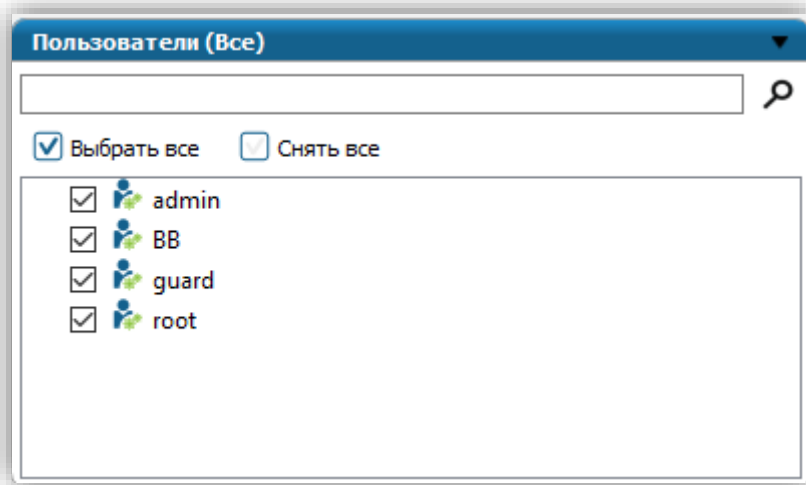 Пользователи (Все)
Выбрать все Снять все
admin
BB
guard
root